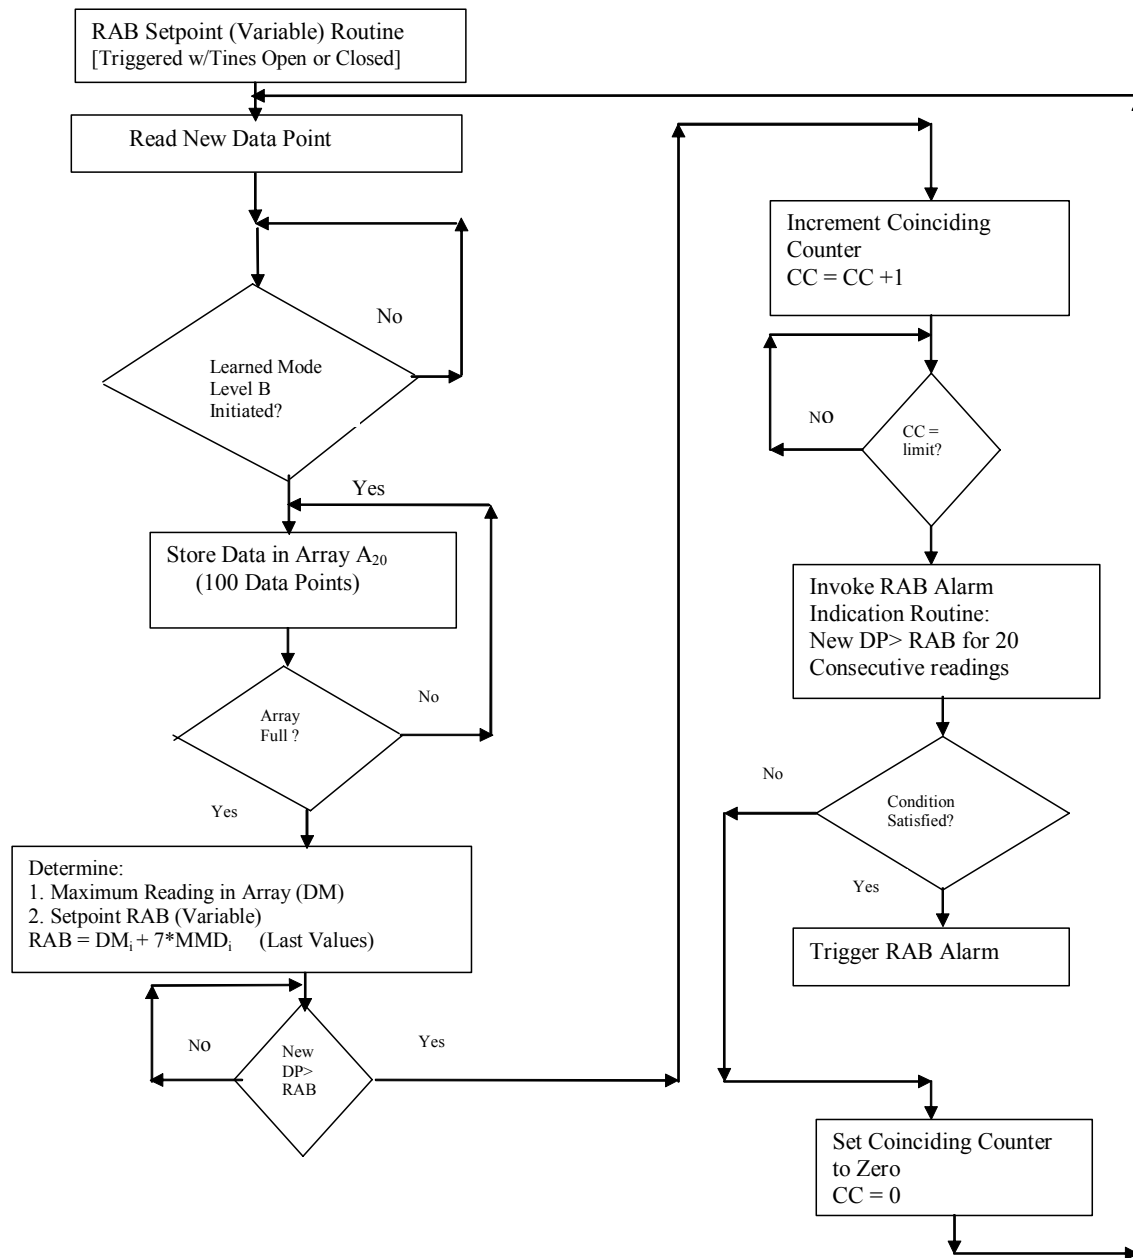 RAB Setpoint (Variable) Routine
[Triggered w/Tines Open or Closed]
Read New Data Point
No
Learned Mode
Level B
Initiated?
Yes
Store Data in Array A₂₀
(100 Data Points)
No
Array
Full ?
Yes
Determine:
1. Maximum Reading in Array (DM)
2. Setpoint RAB (Variable)
RAB = DMᵢ + 7*MMDᵢ (Last Values)
No
New
DP>
RAB
Yes
Increment Coinciding
Counter
CC = CC +1
NO
CC =
limit?
Invoke RAB Alarm
Indication Routine:
New DP> RAB for 20
Consecutive readings
No
Condition
Satisfied?
Yes
Trigger RAB Alarm
Set Coinciding Counter
to Zero
CC = 0